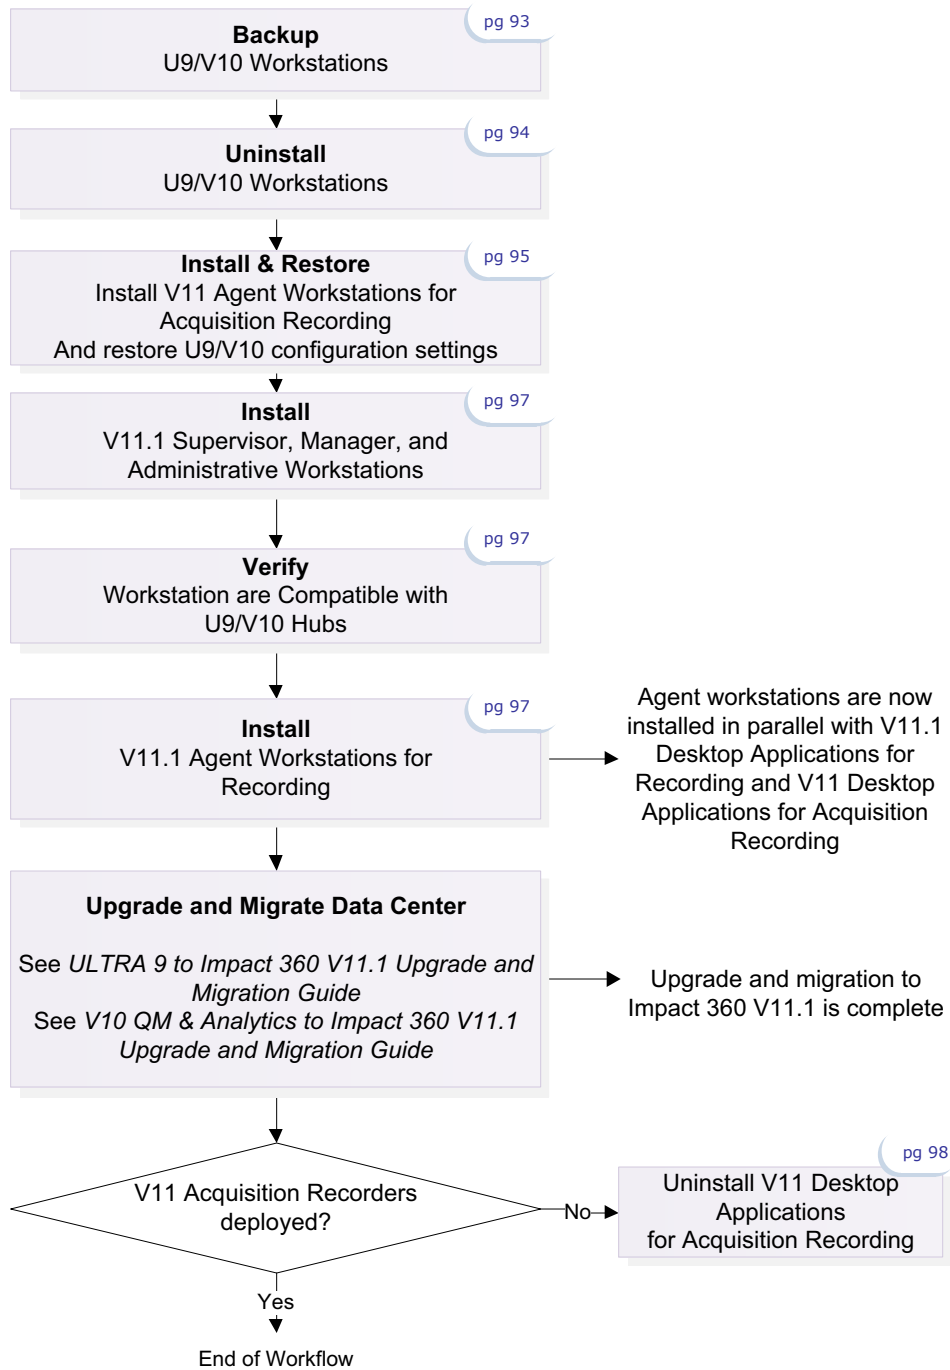 pg 93
Backup
U9/V10 Workstations
pg 94
Uninstall
U9/V10 Workstations
pg 95
Install & Restore
Install V11 Agent Workstations for
Acquisition Recording
And restore U9/V10 configuration settings
pg 97
Install
V11.1 Supervisor, Manager, and
Administrative Workstations
pg 97
Verify
Workstation are Compatible with
U9/V10 Hubs
pg 97
Install
V11.1 Agent Workstations for
Recording
Agent workstations are now
installed in parallel with V11.1
Desktop Applications for
Recording and V11 Desktop
Applications for Acquisition
Recording
Upgrade and Migrate Data Center
See ULTRA 9 to Impact 360 V11.1 Upgrade and
Migration Guide
See V10 QM & Analytics to Impact 360 V11.1
Upgrade and Migration Guide
Upgrade and migration to
Impact 360 V11.1 is complete
V11 Acquisition Recorders
deployed?
No
pg 98
Uninstall V11 Desktop
Applications
for Acquisition Recording
Yes
End of Workflow